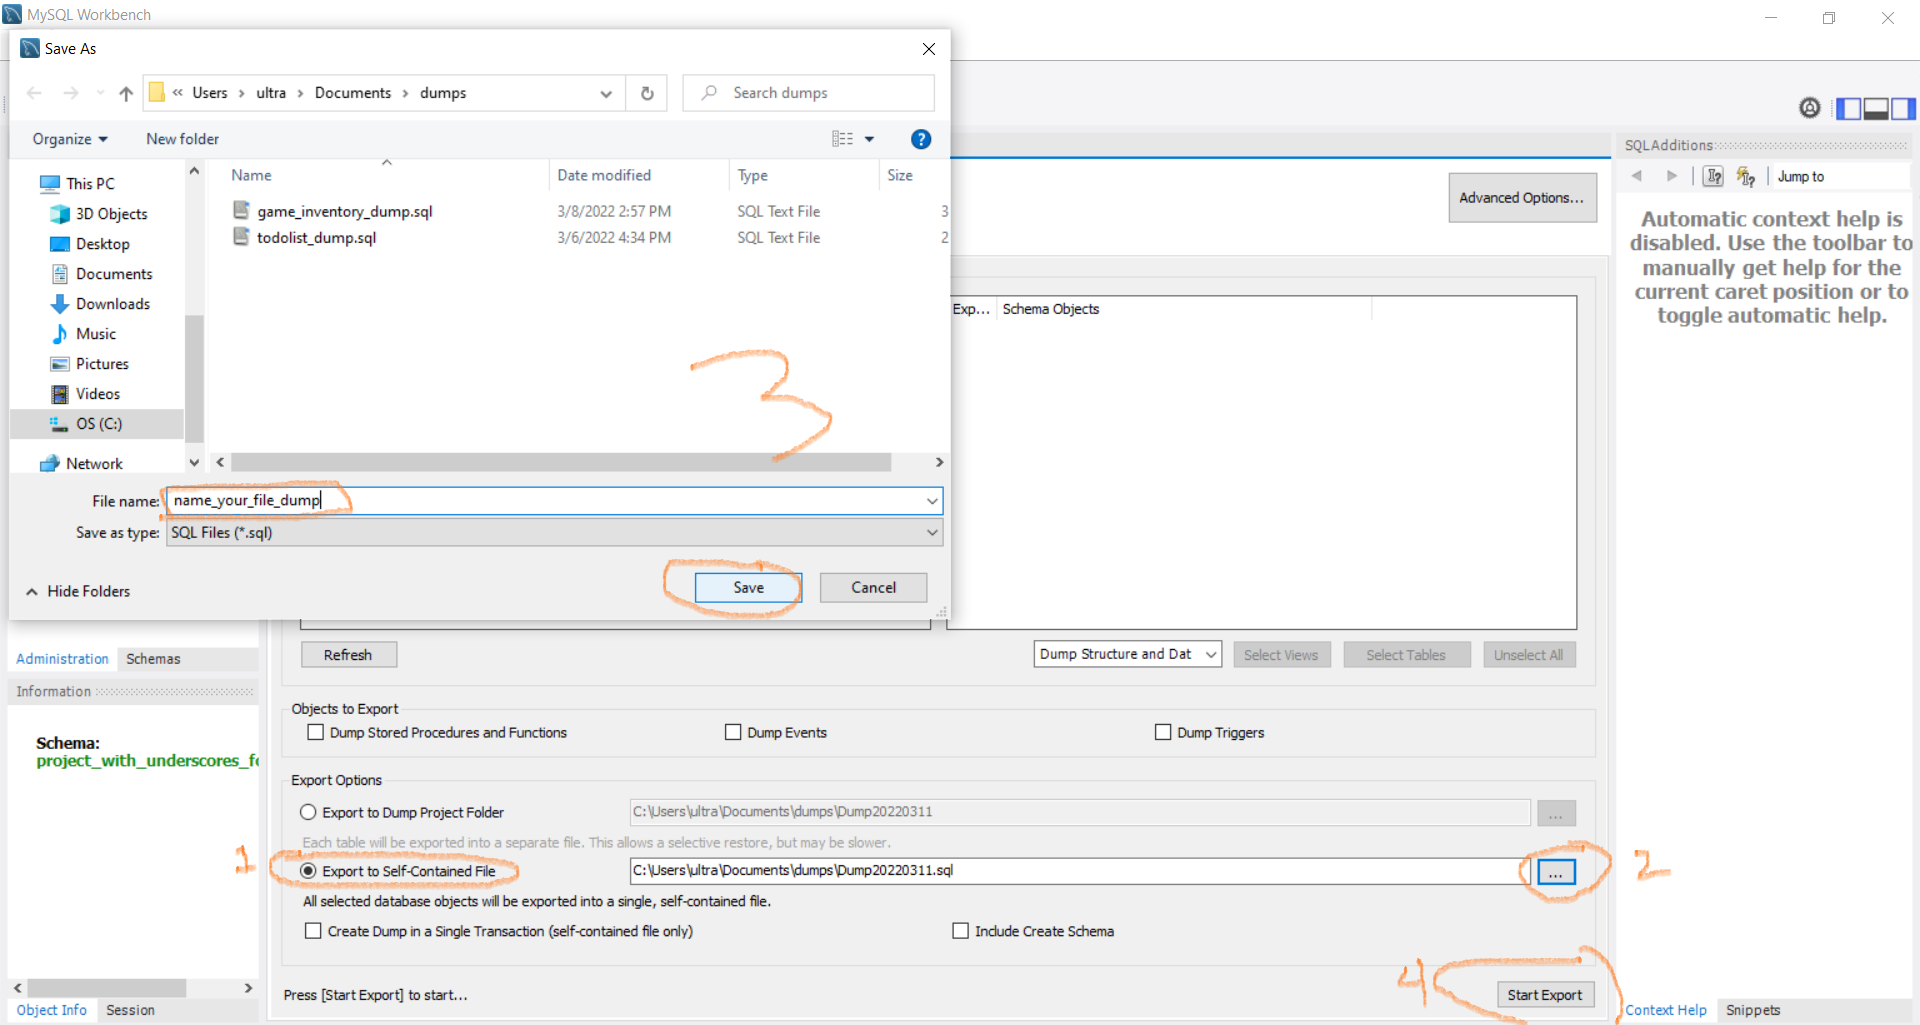 MySQL Workbench
Save As
« Users › ultra › Documents › dumps
Search dumps
Organize
New folder
?
This PC
3D Objects
Desktop
Documents
Downloads
Music
Pictures
Videos
OS (C:)
Network
Name Date modified Type Size
game_inventory_dump.sql 3/8/2022 2:57 PM SQL Text File 3
todolist_dump.sql 3/6/2022 4:34 PM SQL Text File 2
3
File name: name_your_file_dump
Save as type: SQL Files (*.sql)
Hide Folders
Save
Cancel
Advanced Options...
Exp... Schema Objects
Refresh
Dump Structure and Dat
Select Views
Select Tables
Unselect All
Objects to Export
Dump Stored Procedures and Functions
Dump Events
Dump Triggers
Export Options
Export to Dump Project Folder
C:\Users\ultra\Documents\dumps\Dump20220311
...
Each table will be exported into a separate file. This allows a selective restore, but may be slower.
1
Export to Self-Contained File
C:\Users\ultra\Documents\dumps\Dump20220311.sql
...
2
All selected database objects will be exported into a single, self-contained file.
Create Dump in a Single Transaction (self-contained file only)
Include Create Schema
Press [Start Export] to start...
4
Start Export
Administration
Schemas
Information
Schema:
project_with_underscores_fo
Object Info
Session
SQLAdditions
Jump to
Automatic context help is
disabled. Use the toolbar to
manually get help for the
current caret position or to
toggle automatic help.
Context Help
Snippets